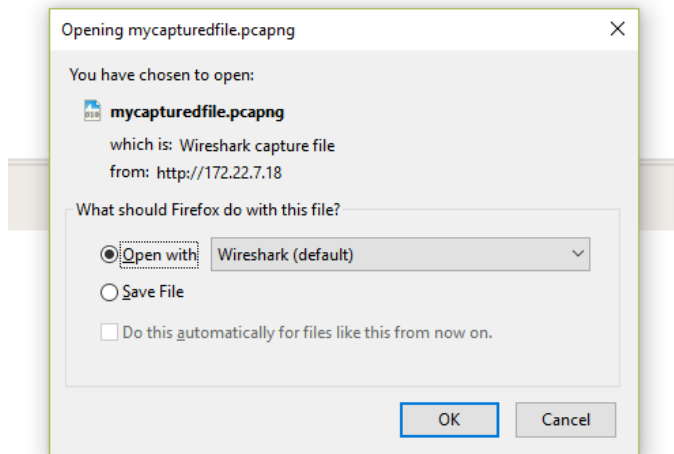 Opening mycapturedfile.pcapng
You have chosen to open:
mycapturedfile.pcapng
which is: Wireshark capture file
from: http://172.22.7.18
What should Firefox do with this file?
Open with Wireshark (default)
Save File
Do this automatically for files like this from now on.
OK Cancel